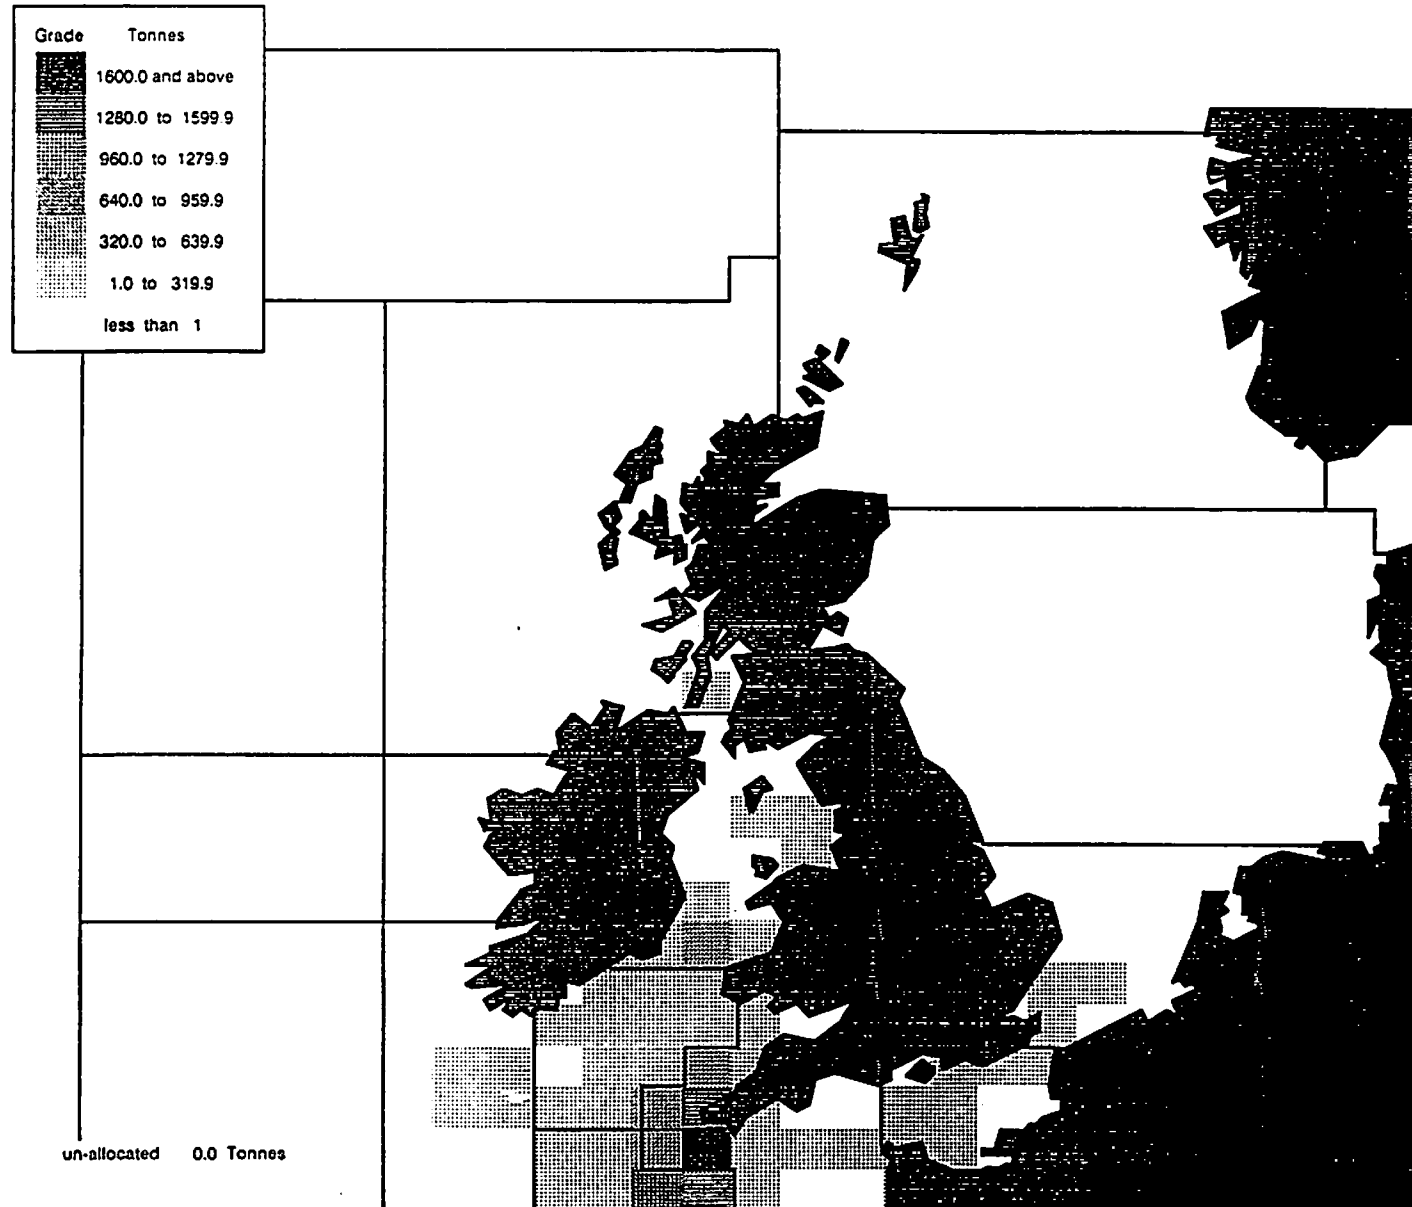 Grade Tonnes
1600.0 and above
1280.0 to 1599.9
960.0 to 1279.9
640.0 to 959.9
320.0 to 639.9
1.0 to 319.9
less than 1
un-allocated 0.0 Tonnes